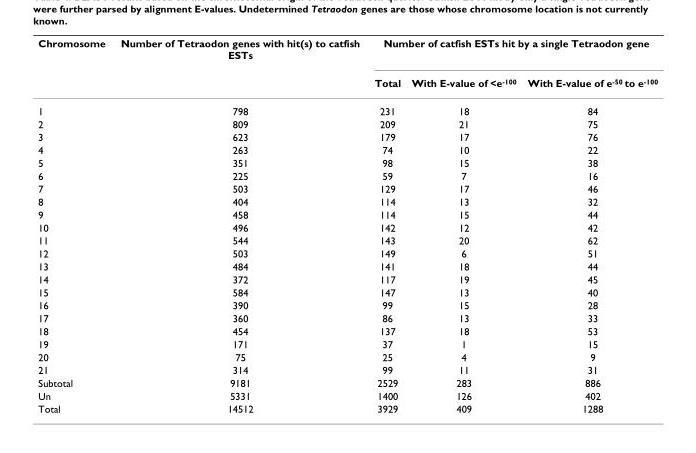 were further parsed by alignment E-values. Undetermined Tetraodon genes are those whose chromosome location is not currently
known.
Chromosome Number of Tetraodon genes with hit(s) to catfish ESTs Number of catfish ESTs hit by a single Tetraodon gene
Total With E-value of <e-100 With E-value of e-50 to e-100
1 798 231 18 84
2 809 209 21 75
3 623 179 17 76
4 263 74 10 22
5 351 98 15 38
6 225 59 7 16
7 503 129 17 46
8 404 114 13 32
9 458 114 15 44
10 496 142 12 42
11 544 143 20 62
12 503 149 6 51
13 484 141 18 44
14 372 117 19 45
15 584 147 13 40
16 390 99 15 28
17 360 86 13 33
18 454 137 18 53
19 171 37 1 15
20 75 25 4 9
21 314 99 11 31
Subtotal 9181 2529 283 886
Un 5331 1400 126 402
Total 14512 3929 409 1288